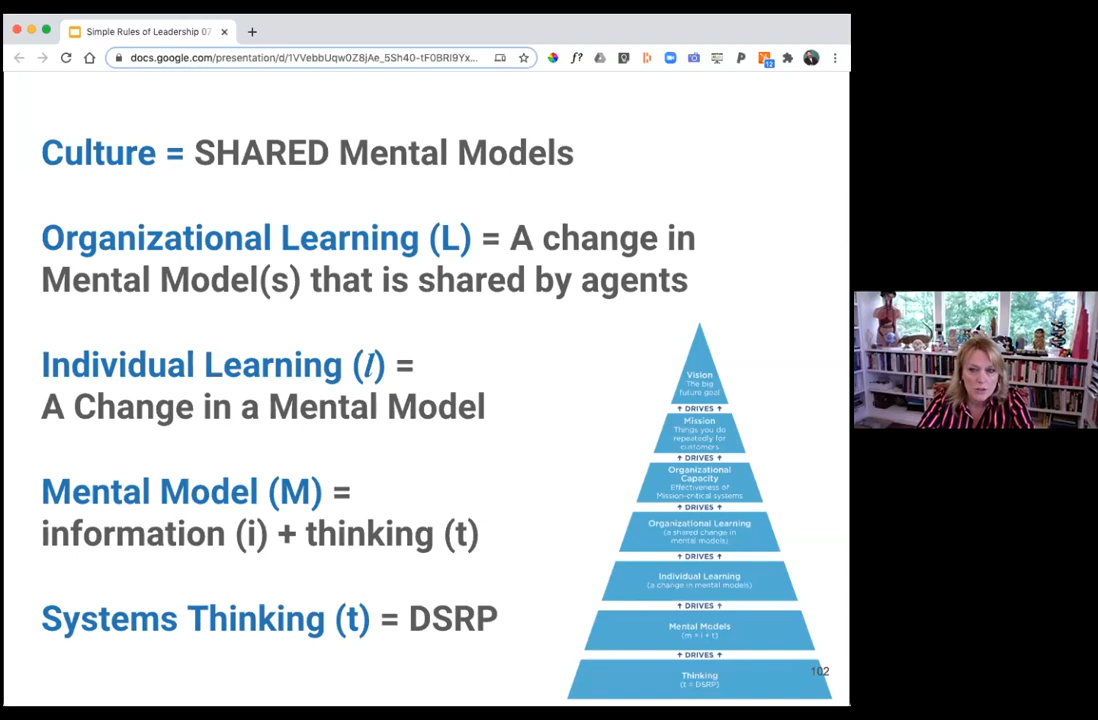 Simple Rules of Leadership 07
docs.google.com/presentation/d/1VVebbUqw0Z8jAe_5Sh40-tF0BRI9Yx...
f?
12
Culture = SHARED Mental Models
Organizational Learning (L) = A change in
Mental Model(s) that is shared by agents
Individual Learning (l) =
A Change in a Mental Model
Mental Model (M) =
information (i) + thinking (t)
Systems Thinking (t) = DSRP
Vision
The big
future goal
↑ DRIVES ↑
Mission
Things you do
repeatedly for
customers
↑ DRIVES ↑
Organizational
Capacity
Effectiveness of
Mission-critical systems
↑ DRIVES ↑
Organizational Learning
(a shared change in
mental models)
↑ DRIVES ↑
Individual Learning
(a change in mental models)
↑ DRIVES ↑
Mental Models
(m = i + t)
↑ DRIVES ↑
Thinking
(t = DSRP)
102